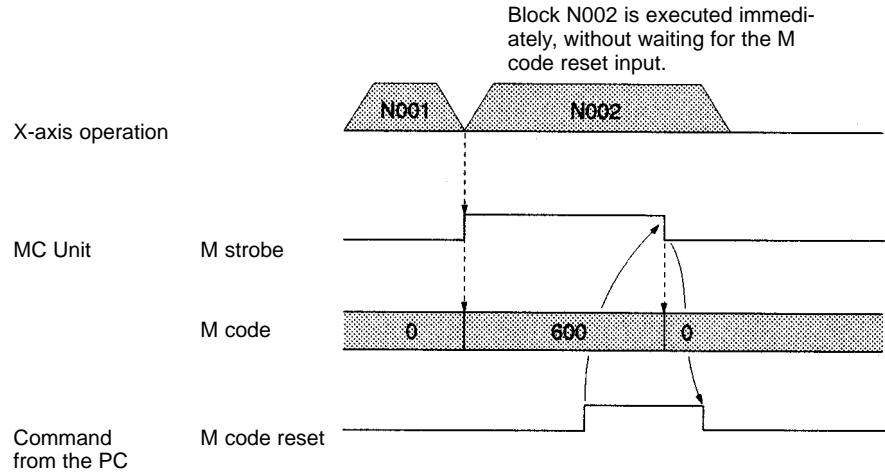 Block N002 is executed immedi-
ately, without waiting for the M
code reset input.
N001
N002
X-axis operation
MC Unit
M strobe
M code
0
600
0
Command
from the PC
M code reset